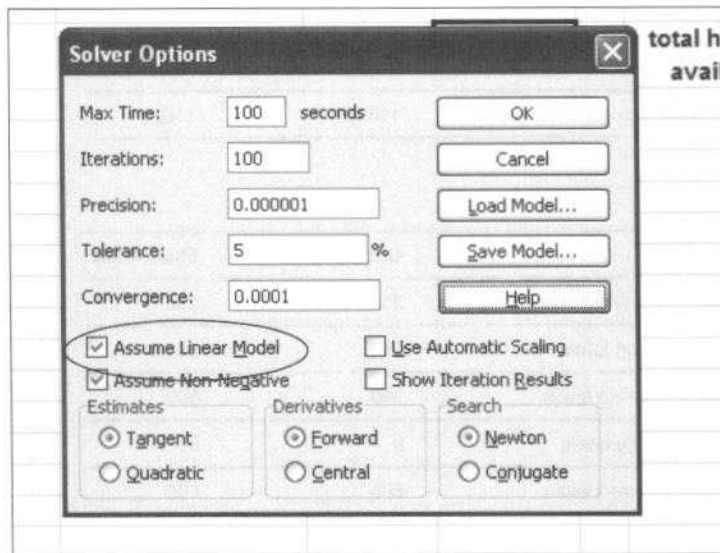 total h
avail
Solver Options
Max Time: 100 seconds OK
Iterations: 100 Cancel
Precision: 0.000001 Load Model...
Tolerance: 5 % Save Model...
Convergence: 0.0001 Help
Assume Linear Model Use Automatic Scaling
Assume Non-Negative Show Iteration Results
Estimates Derivatives Search
Tangent Forward Newton
Quadratic Central Conjugate